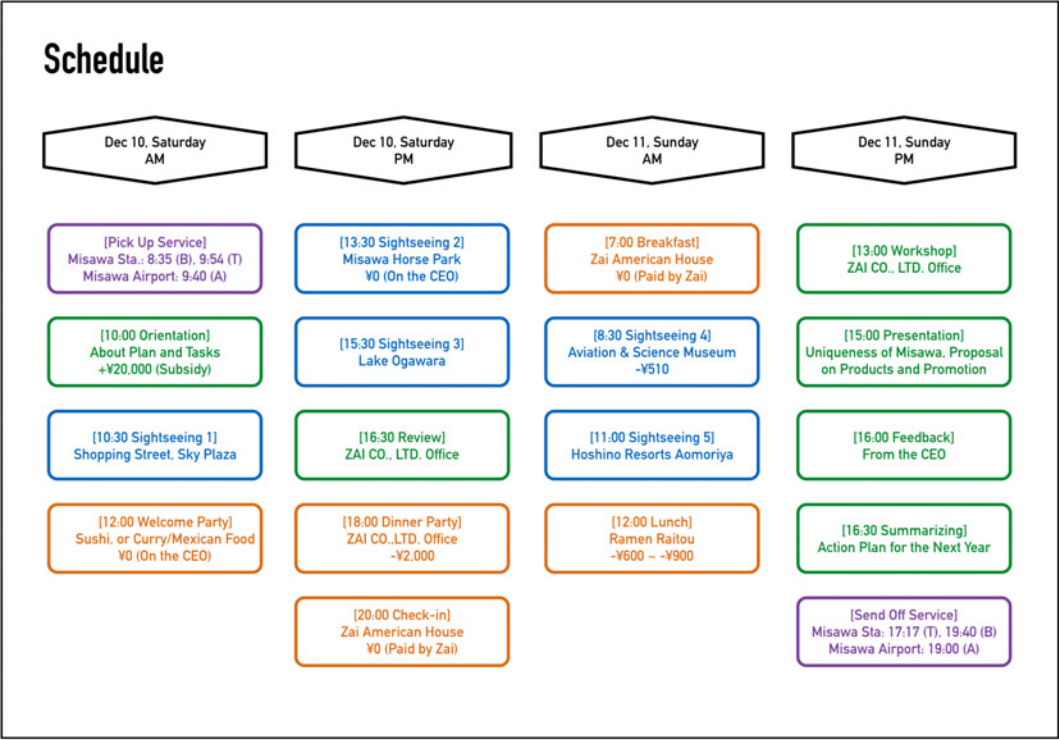 Schedule
Dec 10, Saturday
AM
[Pick Up Service]
Misawa Sta.: 8:35 (B), 9:54 (T)
Misawa Airport: 9:40 (A)
[10:00 Orientation]
About Plan and Tasks
+¥20,000 (Subsidy)
[10:30 Sightseeing 1]
Shopping Street, Sky Plaza
[12:00 Welcome Party]
Sushi, or Curry/Mexican Food
¥0 (On the CEO)
Dec 10, Saturday
PM
[13:30 Sightseeing 2]
Misawa Horse Park
¥0 (On the CEO)
[15:30 Sightseeing 3]
Lake Ogawara
[16:30 Review]
ZAI CO., LTD. Office
[18:00 Dinner Party]
ZAI CO.,LTD. Office
-¥2,000
[20:00 Check-in]
Zai American House
¥0 (Paid by Zai)
Dec 11, Sunday
AM
[7:00 Breakfast]
Zai American House
¥0 (Paid by Zai)
[8:30 Sightseeing 4]
Aviation & Science Museum
-¥510
[11:00 Sightseeing 5]
Hoshino Resorts Aomoriya
[12:00 Lunch]
Ramen Raitou
-¥600 ~ -¥900
Dec 11, Sunday
PM
[13:00 Workshop]
ZAI CO., LTD. Office
[15:00 Presentation]
Uniqueness of Misawa, Proposal
on Products and Promotion
[16:00 Feedback]
From the CEO
[16:30 Summarizing]
Action Plan for the Next Year
[Send Off Service]
Misawa Sta: 17:17 (T), 19:40 (B)
Misawa Airport: 19:00 (A)